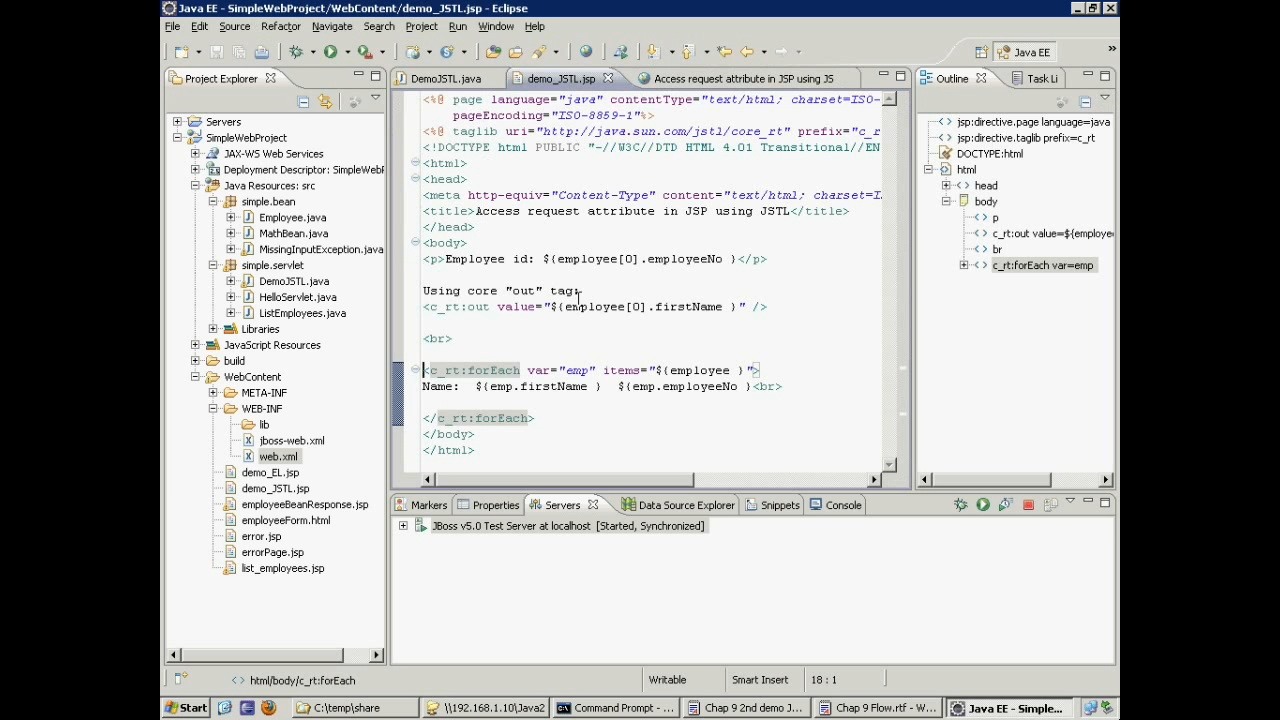 Java EE - SimpleWebProject/WebContent/demo_JSTL.jsp - Eclipse
File Edit Source Refactor Navigate Search Project Run Window Help
Java EE
Project Explorer
Servers
SimpleWebProject
JAX-WS Web Services
Deployment Descriptor: SimpleWebF
Java Resources: src
simple.bean
Employee.java
MathBean.java
MissingInputException.java
simple.servlet
DemoJSTL.java
HelloServlet.java
ListEmployees.java
Libraries
JavaScript Resources
build
WebContent
META-INF
WEB-INF
lib
jboss-web.xml
web.xml
demo_EL.jsp
demo_JSTL.jsp
employeeBeanResponse.jsp
employeeForm.html
error.jsp
errorPage.jsp
list_employees.jsp
DemoJSTL.java demo_JSTL.jsp Access request attribute in JSP using JS
<%@ page language="java" contentType="text/html; charset=ISO-
pageEncoding="ISO-8859-1"%>
<%@ taglib uri="http://java.sun.com/jstl/core_rt" prefix="c_r
<!DOCTYPE html PUBLIC "-//W3C//DTD HTML 4.01 Transitional//EN
<html>
<head>
<meta http-equiv="Content-Type" content="text/html; charset=I
<title>Access request attribute in JSP using JSTL</title>
</head>
<body>
<p>Employee id: ${employee[0].employeeNo }</p>
Using core "out" tag:
<c_rt:out value="${employee[0].firstName }" />
<br>
<c_rt:forEach var="emp" items="${employee }">
Name: ${emp.firstName } ${emp.employeeNo }<br>
</c_rt:forEach>
</body>
</html>
Outline Task Li
jsp:directive.page language=java
jsp:directive.taglib prefix=c_rt
DOCTYPE:html
html
head
body
p
c_rt:out value=${employee
br
c_rt:forEach var=emp
Markers Properties Servers Data Source Explorer Snippets Console
JBoss v5.0 Test Server at localhost [Started, Synchronized]
html/body/c_rt:forEach Writable Smart Insert 18 : 1
Start C:\temp\share \\192.168.1.10\Java2 Command Prompt - ... Chap 9 2nd demo J... Chap 9 Flow.rtf - W... Java EE - Simple...